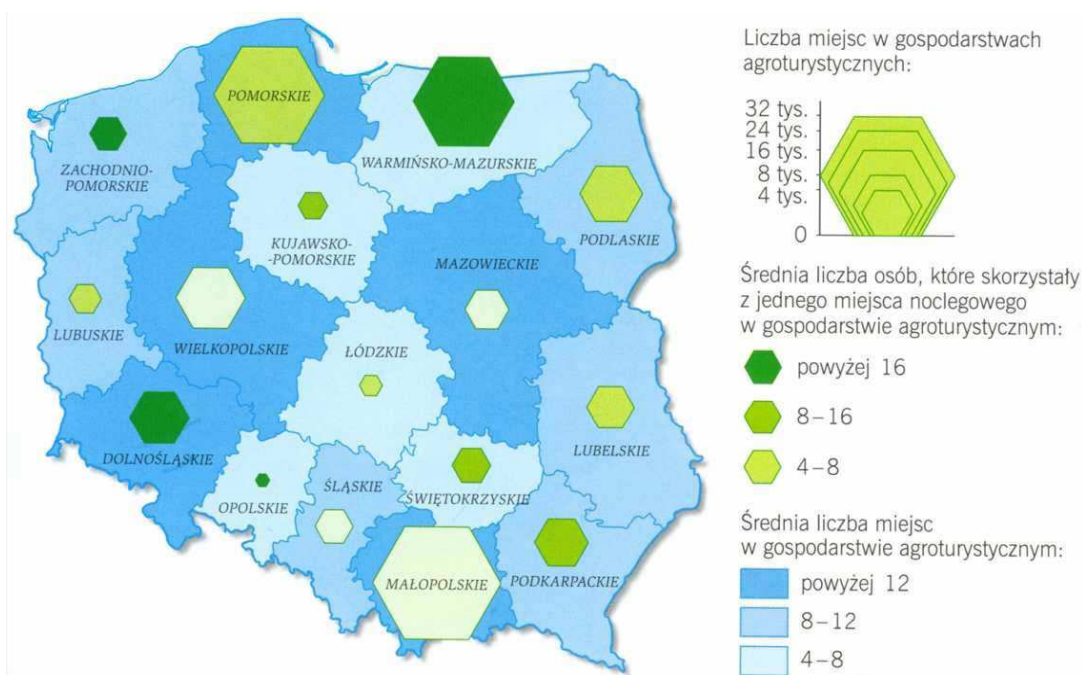 POMORSKIE
WARMIŃSKO-MAZURSKIE
ZACHODNIO-
POMORSKIE
PODLASKIE
KUJAWSKO-
-POMORSKIE
MAZOWIECKIE
LUBUSKIE
WIELKOPOLSKIE
ŁÓDZKIE
DOLNOŚLĄSKIE
LUBELSKIE
OPOLSKIE
ŚLĄSKIE
ŚWIĘTOKRZYSKIE
MAŁOPOLSKIE
PODKARPACKIE
Liczba miejsc w gospodarstwach
agroturystycznych:
32 tys.
24 tys.
16 tys.
8 tys.
4 tys.
0
Średnia liczba osób, które skorzystały
z jednego miejsca noclegowego
w gospodarstwie agroturystycznym:
powyżej 16
8–16
4–8
Średnia liczba miejsc
w gospodarstwie agroturystycznym:
powyżej 12
8–12
4–8